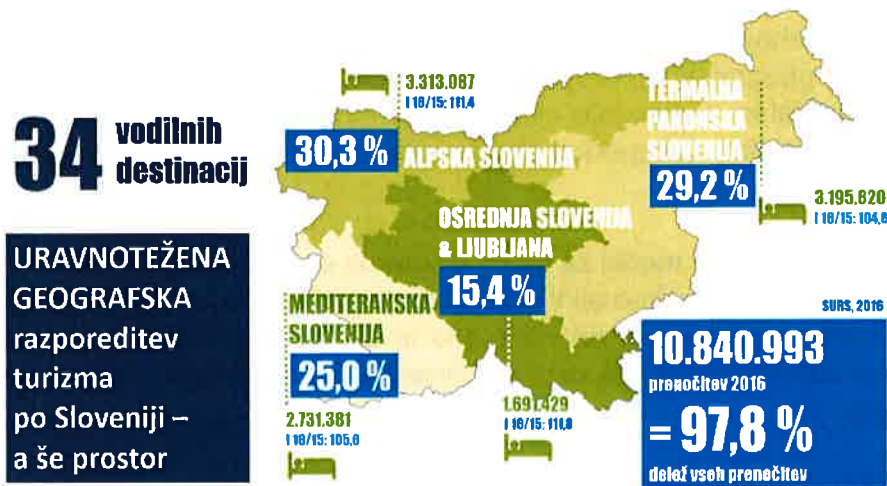 34 vodilnih
destinacij
URAVNOTEŽENA
GEOGRAFSKA
razporeditev
turizma
po Sloveniji –
a še prostor
3.313.087
I 16/15: 111,4
30,3 %
ALPSKA SLOVENIJA
TERMALNA
PANONSKA
SLOVENIJA
29,2 %
3.195.820
I 16/15: 104,6
OSREDNJA SLOVENIJA
& LJUBLJANA
15,4 %
MEDITERANSKA
SLOVENIJA
25,0 %
2.731.381
I 16/15: 105,6
1.691.429
I 16/15: 111,8
SURS, 2016
10.840.993
prenočitev 2016
= 97,8 %
delež vseh prenočitev